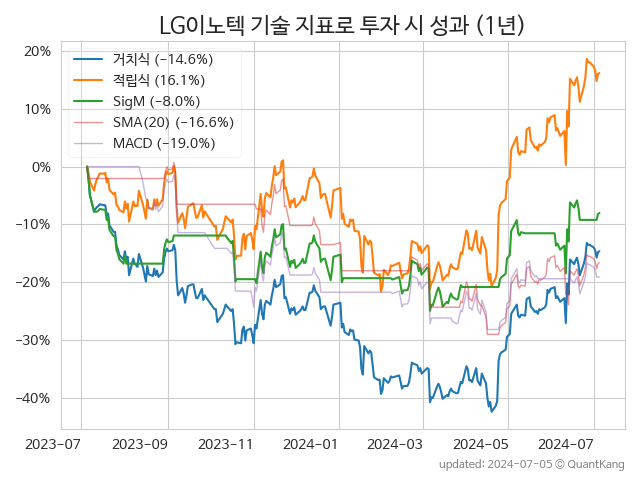 LG이노텍 기술 지표로 투자 시 성과 (1년)
20%
10%
0%
−10%
−20%
−30%
−40%
거치식 (−14.6%)
적립식 (16.1%)
SigM (−8.0%)
SMA(20) (−16.6%)
MACD (−19.0%)
2023-07
2023-09
2023-11
2024-01
2024-03
2024-05
2024-07
updated: 2024-07-05 © QuantKang